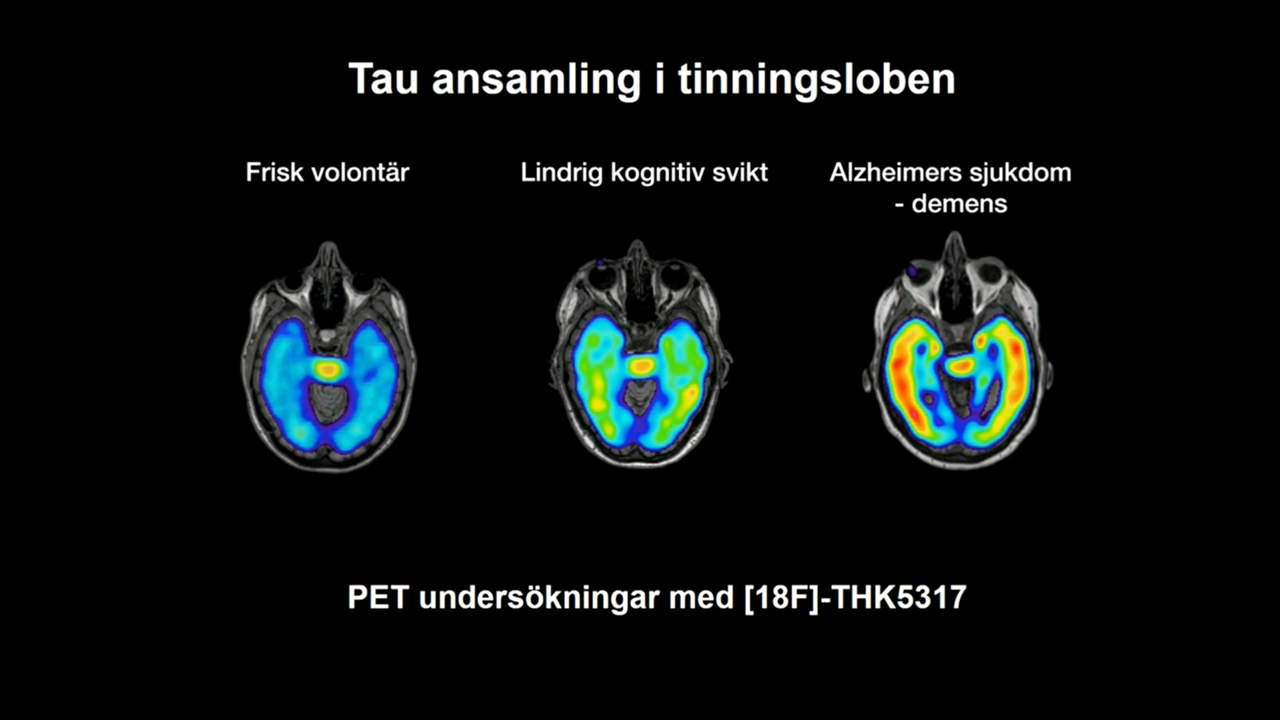 Tau ansamling i tinningsloben
Frisk volontär
Lindrig kognitiv svikt
Alzheimers sjukdom
- demens
PET undersökningar med [18F]-THK5317